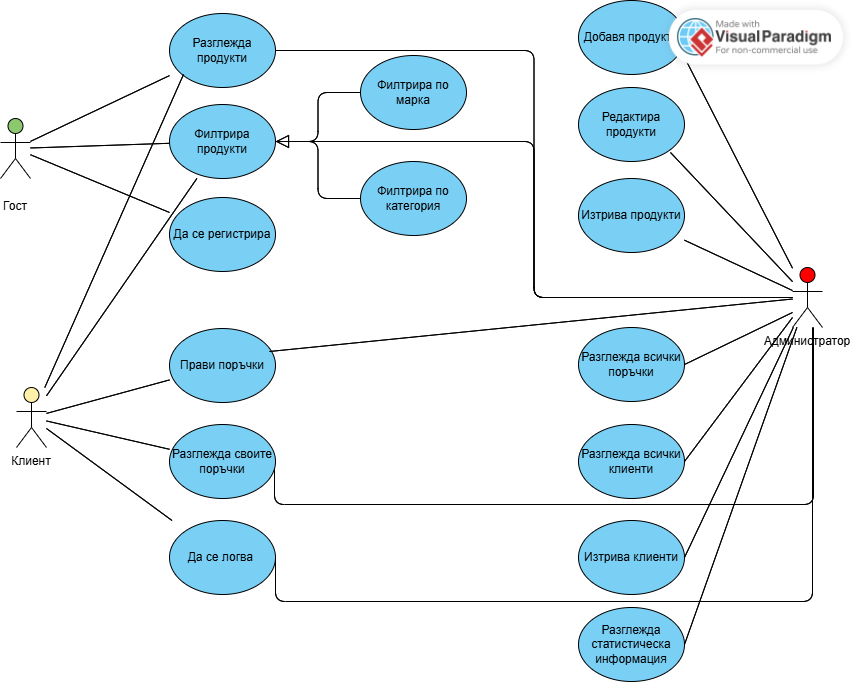 Made with
VisualParadigm
For non-commercial use
Разглежда
продукти
Добавя продукт
Филтрира по
марка
Редактира
продукти
Филтрира
продукти
Гост
Филтрира по
категория
Изтрива продукти
Да се регистрира
Администратор
Прави поръчки
Разглежда всички
поръчки
Клиент
Разглежда своите
поръчки
Разглежда всички
клиенти
Да се логва
Изтрива клиенти
Разглежда
статистическа
информация